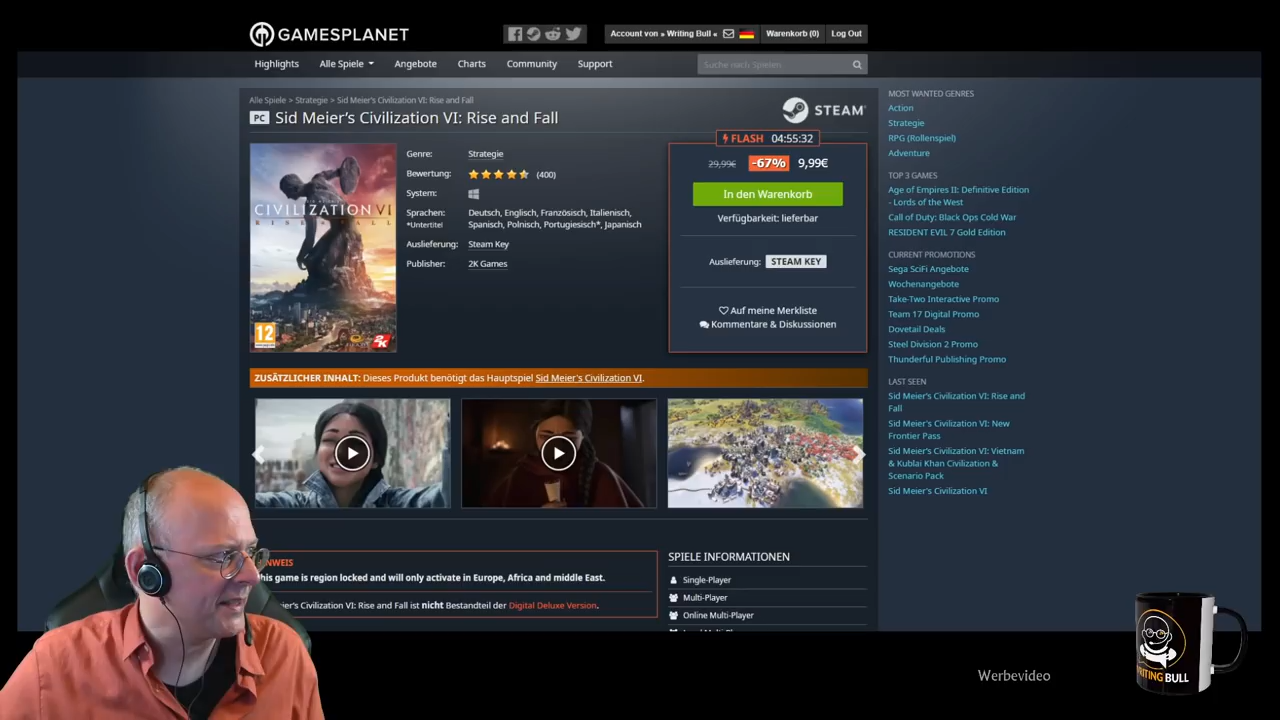 GAMESPLANET
Account von » Writing Bull «
Warenkorb (0)
Log Out
Highlights
Alle Spiele
Angebote
Charts
Community
Support
Suche nach Spielen
Alle Spiele > Strategie > Sid Meier's Civilization VI: Rise and Fall
PC Sid Meier's Civilization VI: Rise and Fall
STEAM
CIVILIZATION VI
RISE & FALL
12
2K
Genre: Strategie
Bewertung: (400)
System:
Sprachen: Deutsch, Englisch, Französisch, Italienisch,
*Untertitel Spanisch, Polnisch, Portugiesisch*, Japanisch
Auslieferung: Steam Key
Publisher: 2K Games
FLASH 04:55:32
29,99€ -67% 9,99€
In den Warenkorb
Verfügbarkeit: lieferbar
Auslieferung: STEAM KEY
Auf meine Merkliste
Kommentare & Diskussionen
ZUSÄTZLICHER INHALT: Dieses Produkt benötigt das Hauptspiel Sid Meier's Civilization VI.
NWEIS
his game is region locked and will only activate in Europe, Africa and middle East.
eier's Civilization VI: Rise and Fall ist nicht Bestandteil der Digital Deluxe Version.
SPIELE INFORMATIONEN
Single-Player
Multi-Player
Online Multi-Player
MOST WANTED GENRES
Action
Strategie
RPG (Rollenspiel)
Adventure
TOP 3 GAMES
Age of Empires II: Definitive Edition
- Lords of the West
Call of Duty: Black Ops Cold War
RESIDENT EVIL 7 Gold Edition
CURRENT PROMOTIONS
Sega SciFi Angebote
Wochenangebote
Take-Two Interactive Promo
Team 17 Digital Promo
Dovetail Deals
Steel Division 2 Promo
Thunderful Publishing Promo
LAST SEEN
Sid Meier's Civilization VI: Rise and
Fall
Sid Meier's Civilization VI: New
Frontier Pass
Sid Meier's Civilization VI: Vietnam
& Kublai Khan Civilization &
Scenario Pack
Sid Meier's Civilization VI
Werbevideo
WRITING BULL